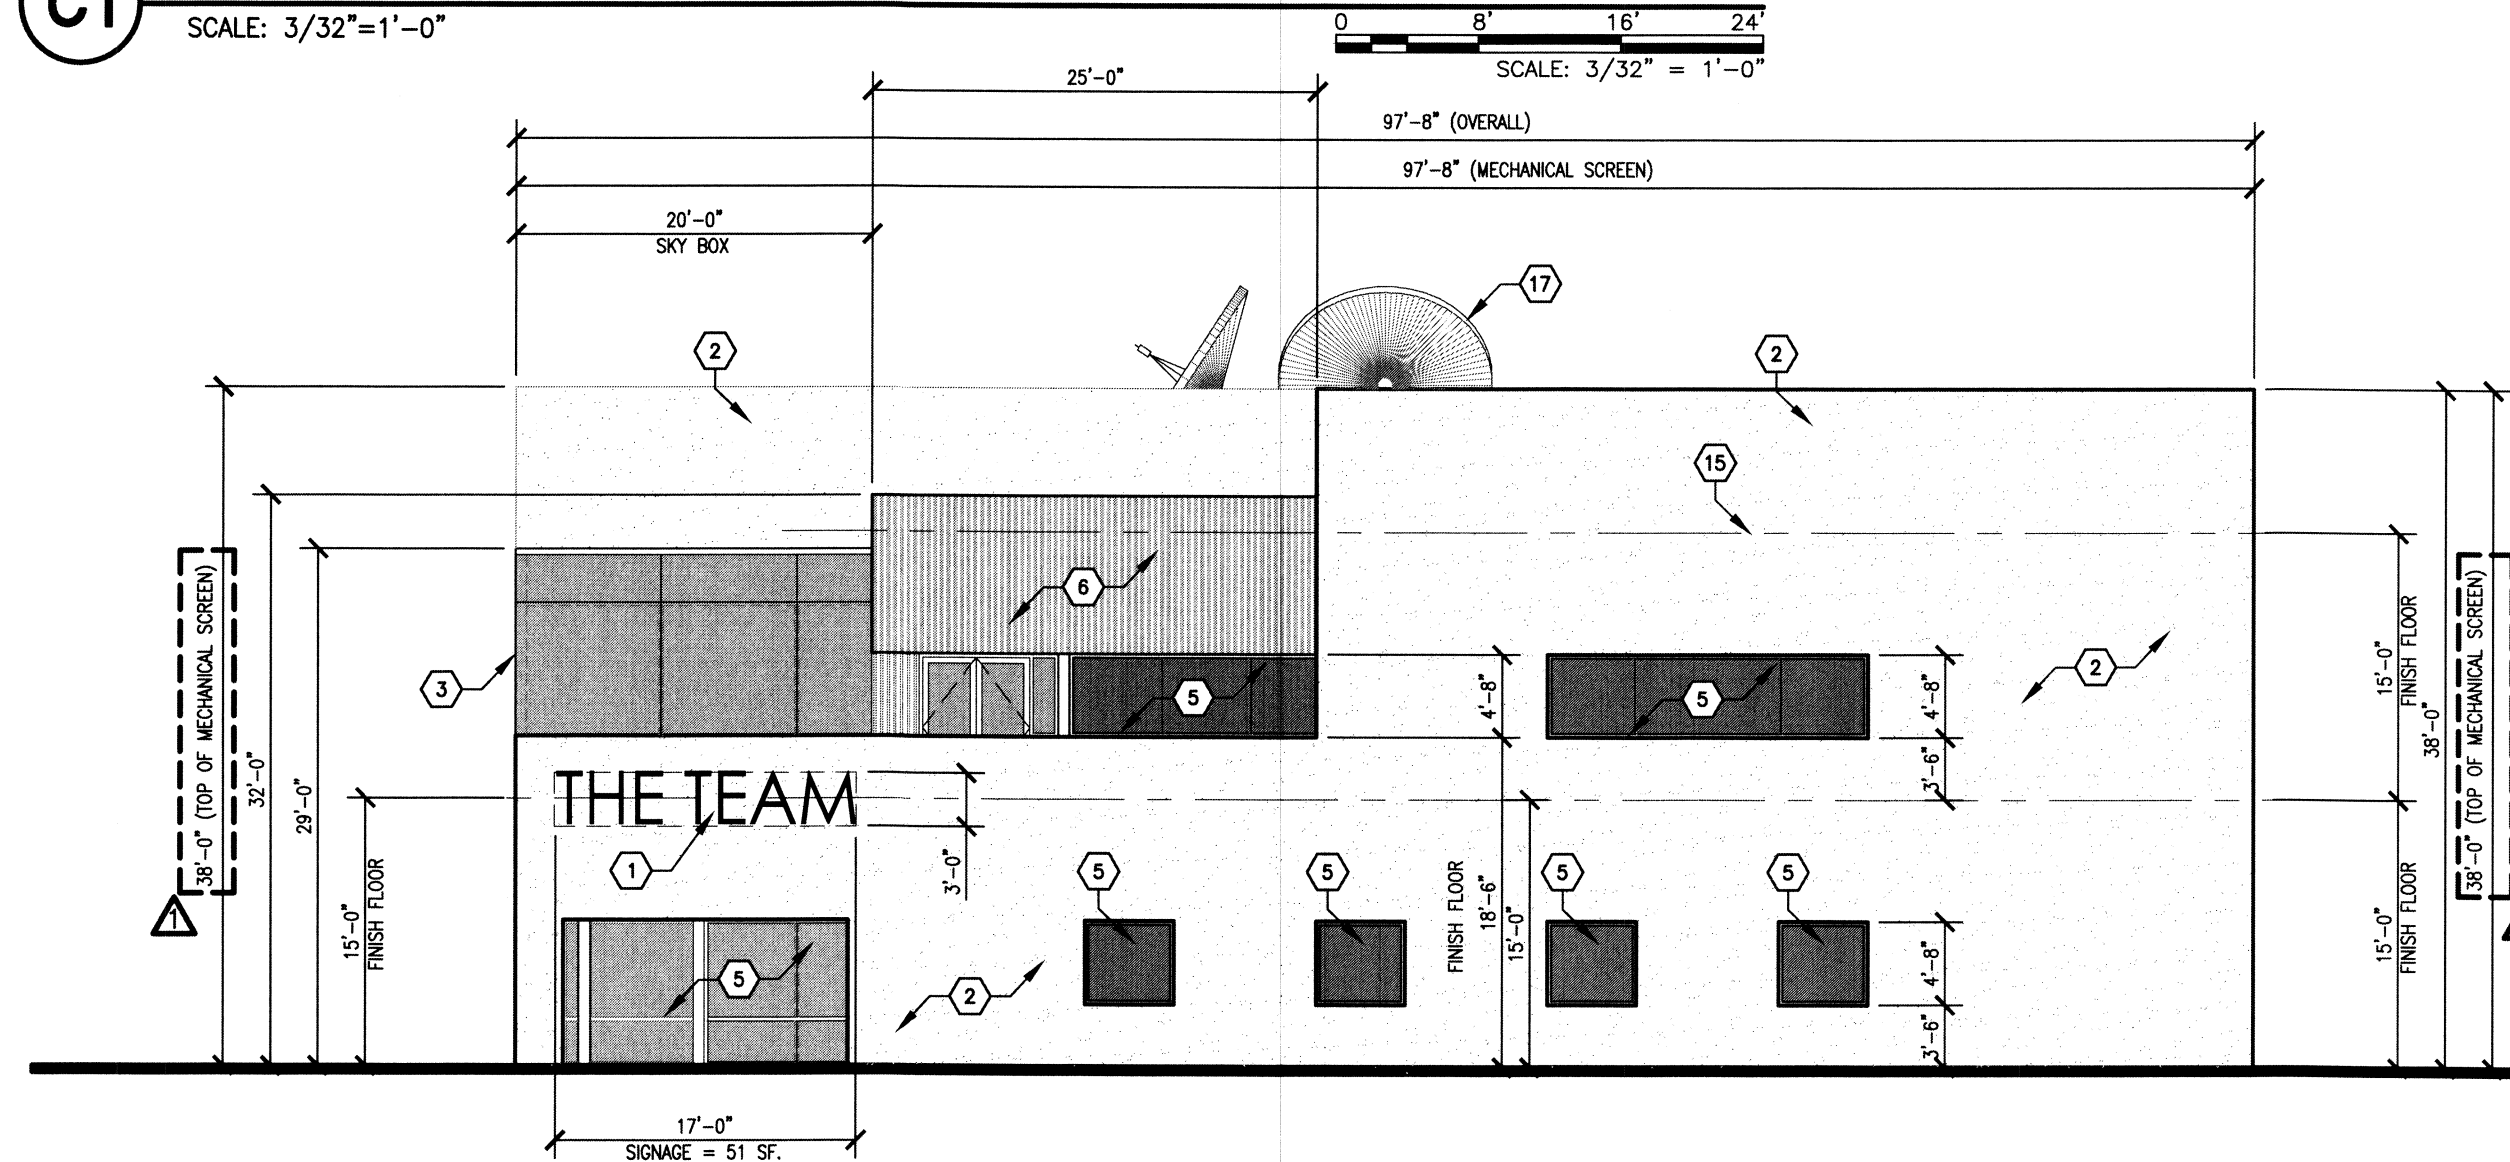 C1
SCALE: 3/32"=1'-0"
0 8' 16' 24'
SCALE: 3/32" = 1'-0"
25'-0"
97'-8" (OVERALL)
97'-8" (MECHANICAL SCREEN)
20'-0"
SKY BOX
17
2
2
15
6
3
5
5
2
38'-0" (TOP OF MECHANICAL SCREEN)
32'-0"
29'-0"
15'-0"
FINISH FLOOR
1
4'-8"
4'-8"
3'-6"
15'-0"
FINISH FLOOR
38'-0"
38'-0" (TOP OF MECHANICAL SCREEN)
THE TEAM
1
3'-0"
5
5
5
5
FINISH FLOOR
18'-6"
15'-0"
15'-0"
FINISH FLOOR
5
2
4'-8"
3'-6"
17'-0"
SIGNAGE = 51 SF.